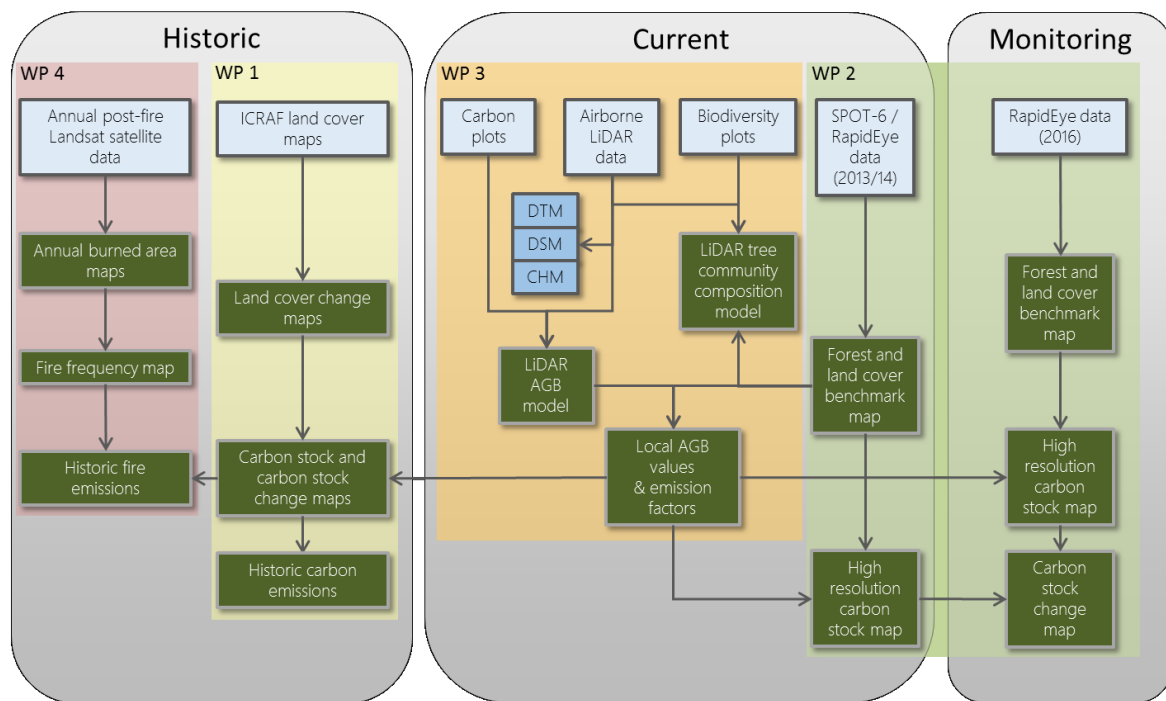 Historic
Current
Monitoring
WP 4
WP 1
WP 3
WP 2
Annual post-fire
Landsat satellite
data
ICRAF land cover
maps
Carbon
plots
Airborne
LiDAR
data
Biodiversity
plots
SPOT-6 /
RapidEye
data
(2013/14)
RapidEye data
(2016)
DTM
DSM
CHM
Annual burned area
maps
Land cover change
maps
LiDAR tree
community
composition
model
Forest and
land cover
benchmark
map
Fire frequency map
LiDAR
AGB
model
Forest and
land cover
benchmark
map
Historic fire
emissions
Carbon stock and
carbon stock
change maps
Local AGB
values
& emission
factors
High
resolution
carbon
stock map
Historic carbon
emissions
High
resolution
carbon
stock map
Carbon
stock
change
map